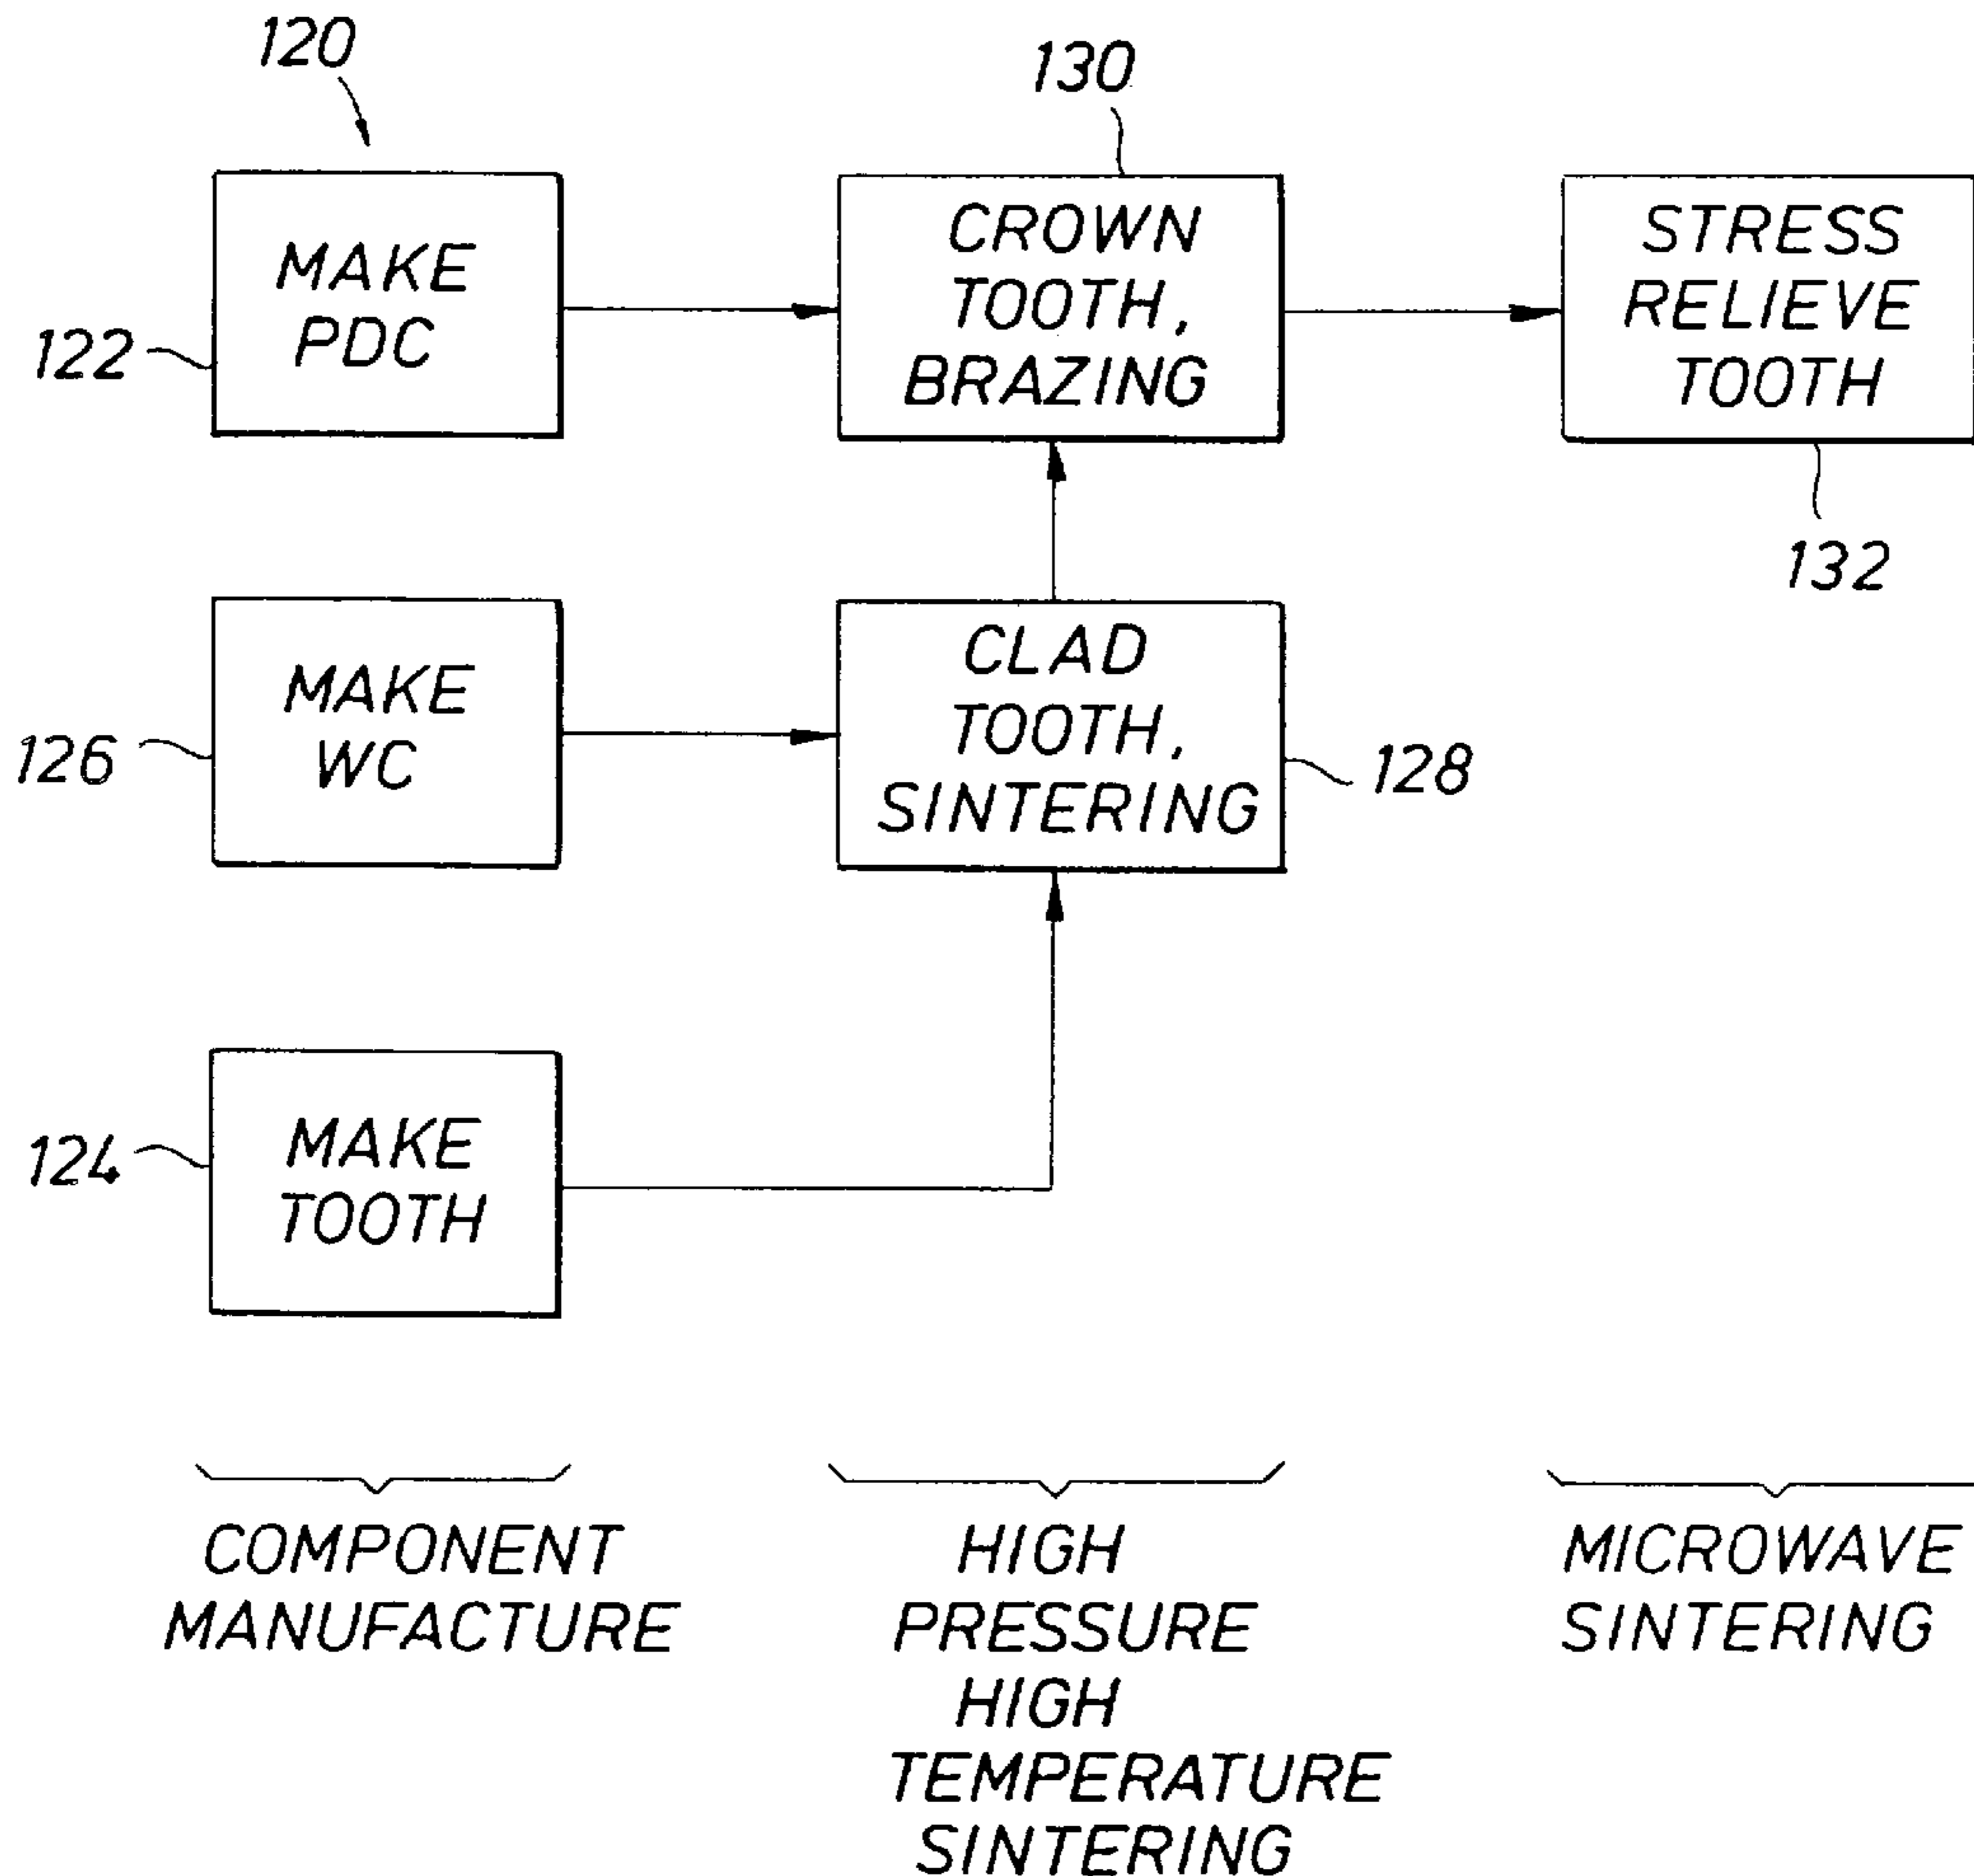 120
130
MAKE
PDC
122
CROWN
TOOTH,
BRAZING
STRESS
RELIEVE
TOOTH
132
MAKE
WC
126
CLAD
TOOTH,
SINTERING
128
MAKE
TOOTH
124
COMPONENT
MANUFACTURE
HIGH
PRESSURE
HIGH
TEMPERATURE
SINTERING
MICROWAVE
SINTERING